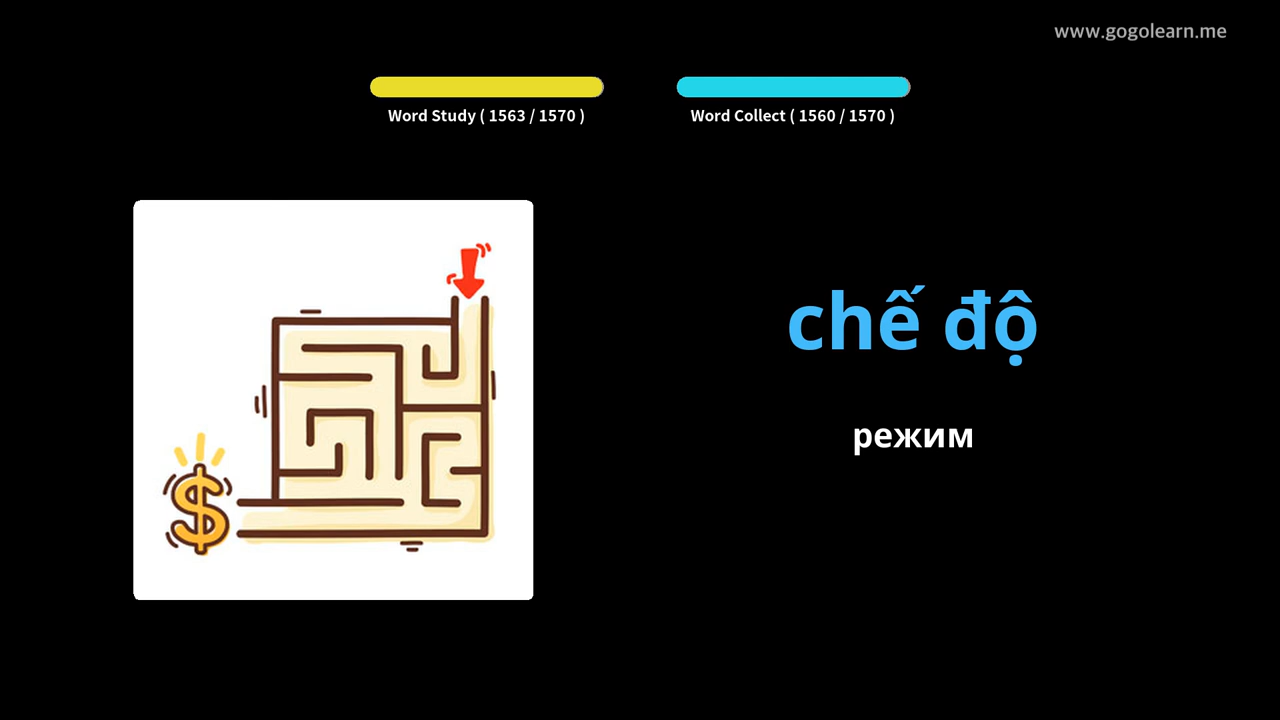 www.gogolearn.me
Word Study ( 1563 / 1570 )
Word Collect ( 1560 / 1570 )
chế độ
режим